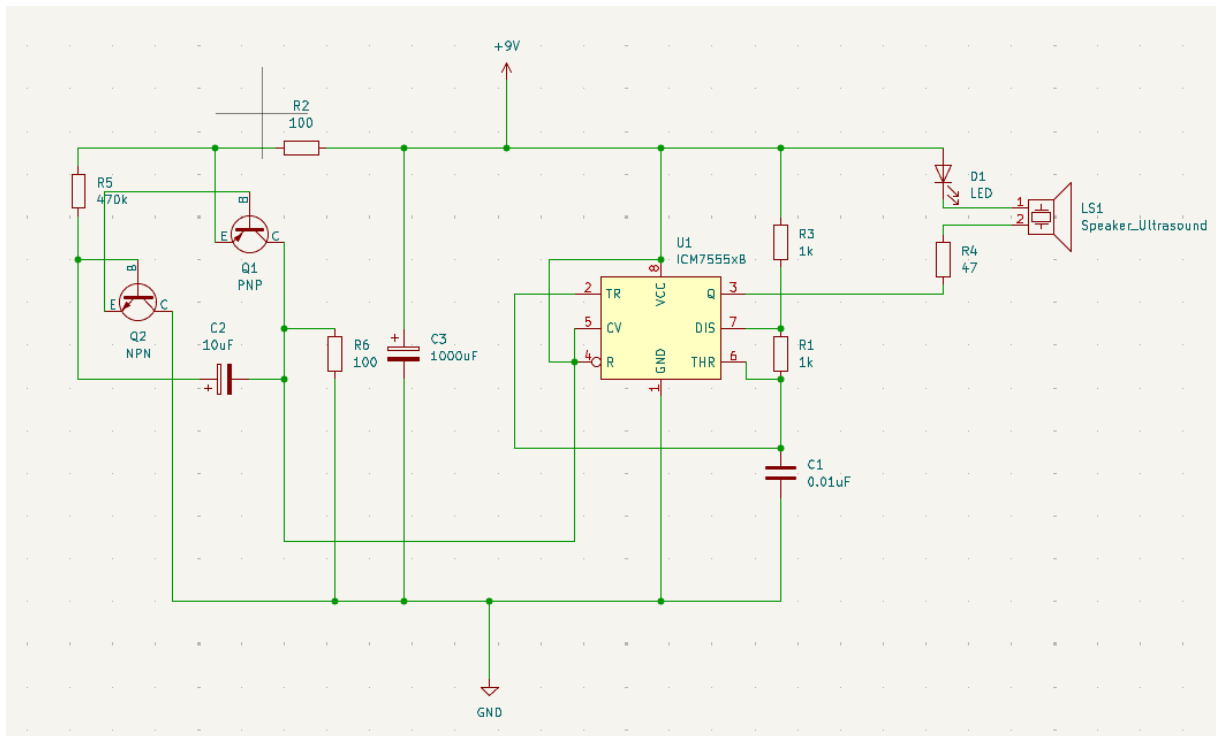 +9V
R2
100
R5
470k
B
E
C
Q1
PNP
B
E
C
Q2
NPN
C2
10uF
+
R6
100
+
C3
1000uF
U1
ICM7555xB
8
VCC
2
TR
Q
3
5
CV
DIS
7
4
R
THR
6
GND
1
R3
1k
R1
1k
C1
0.01uF
D1
LED
1
2
LS1
Speaker_Ultrasound
R4
47
GND